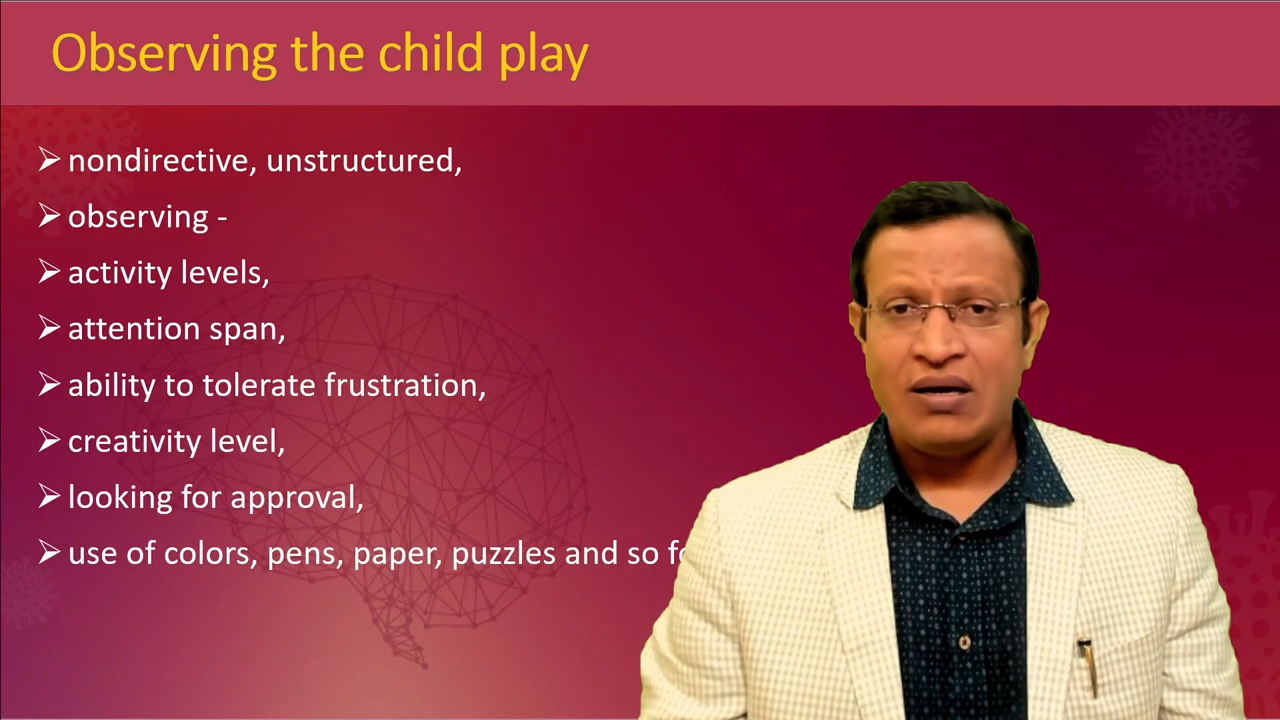 Observing the child play
nondirective, unstructured,
observing -
activity levels,
attention span,
ability to tolerate frustration,
creativity level,
looking for approval,
use of colors, pens, paper, puzzles and so